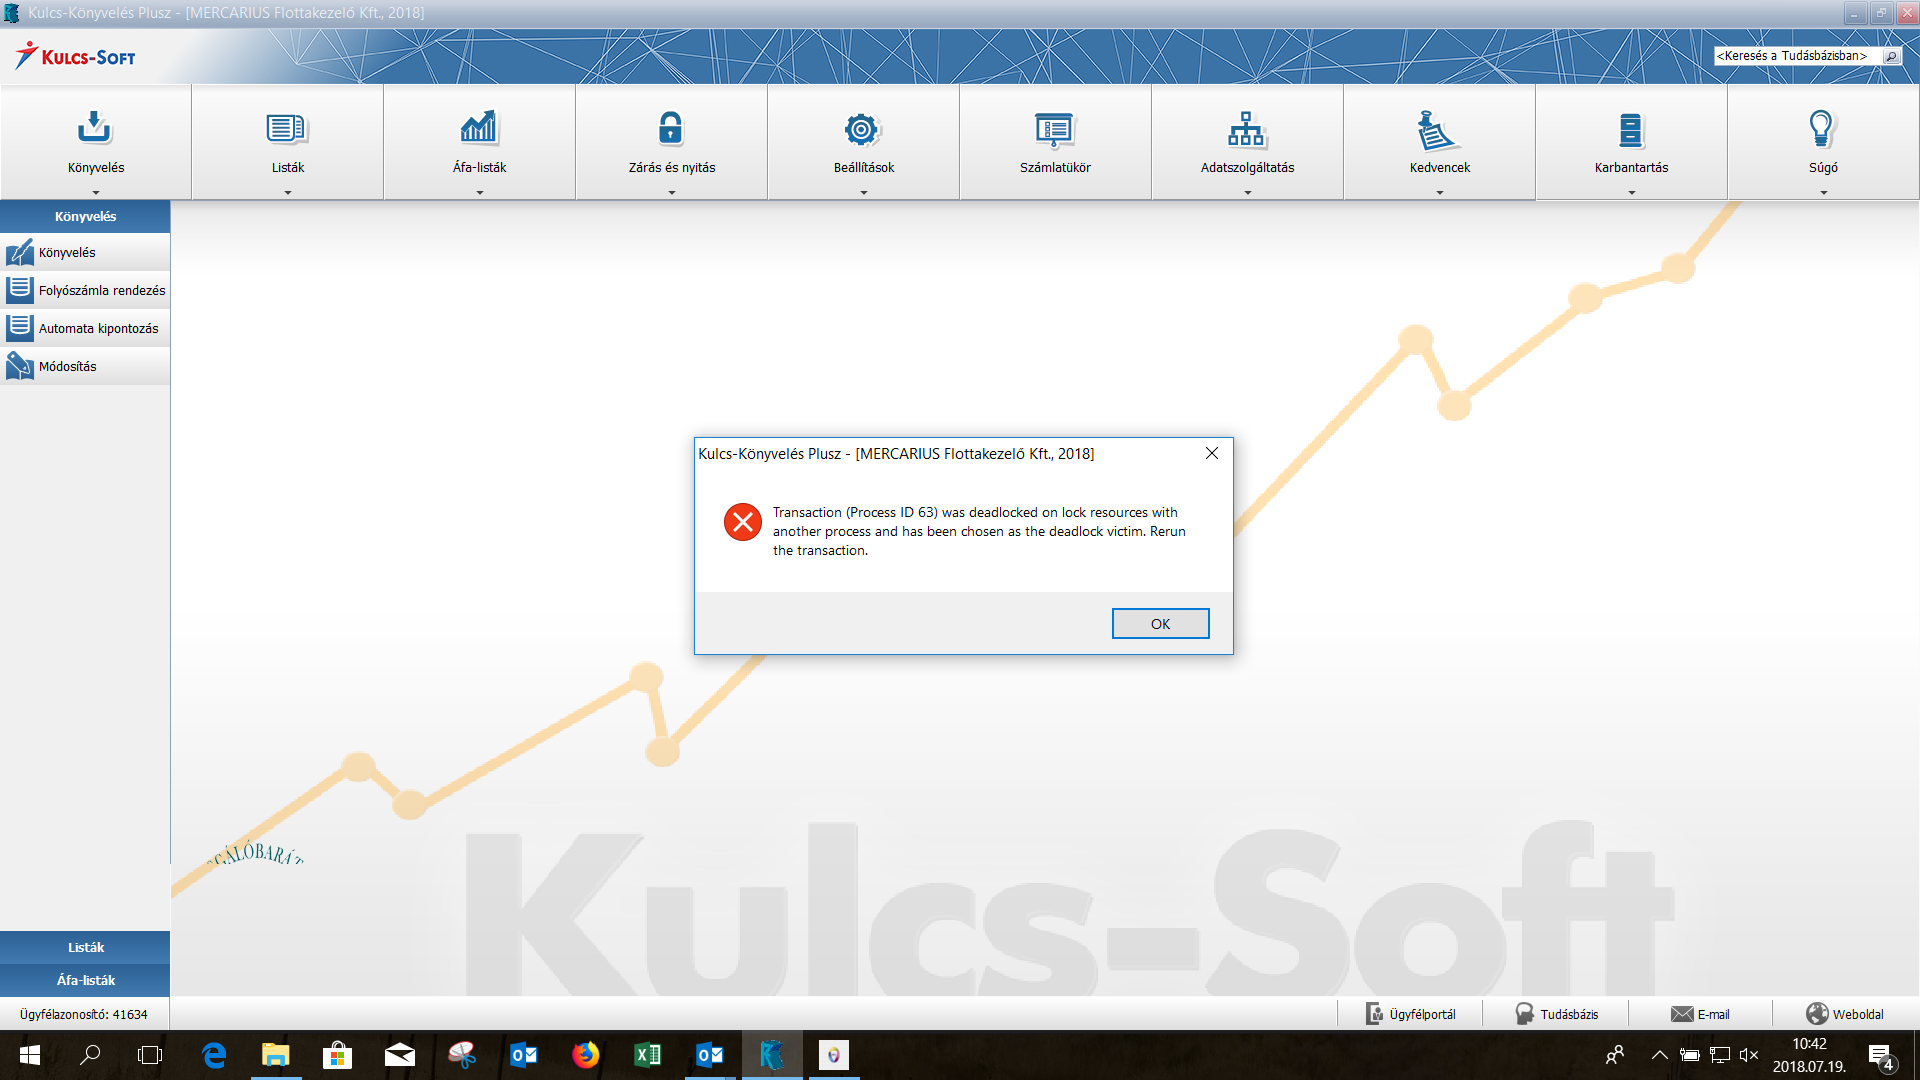 Kulcs-Könyvelés Plusz - [MERCARIUS Flottakezelő Kft., 2018]
KULCS-SOFT
<Keresés a Tudásbázisban>
Könyvelés
Listák
Áfa-listák
Zárás és nyitás
Beállítások
Számlatükör
Adatszolgáltatás
Kedvencek
Karbantartás
Súgó
Könyvelés
Könyvelés
Folyószámla rendezés
Automata kipontozás
Módosítás
Kulcs-Könyvelés Plusz - [MERCARIUS Flottakezelő Kft., 2018]
Transaction (Process ID 63) was deadlocked on lock resources with
another process and has been chosen as the deadlock victim. Rerun
the transaction.
OK
Kulcs-Soft
Listák
Áfa-listák
Ügyfélazonosító: 41634
Ügyfélportál
Tudásbázis
E-mail
Weboldal
10:42
2018.07.19.
4